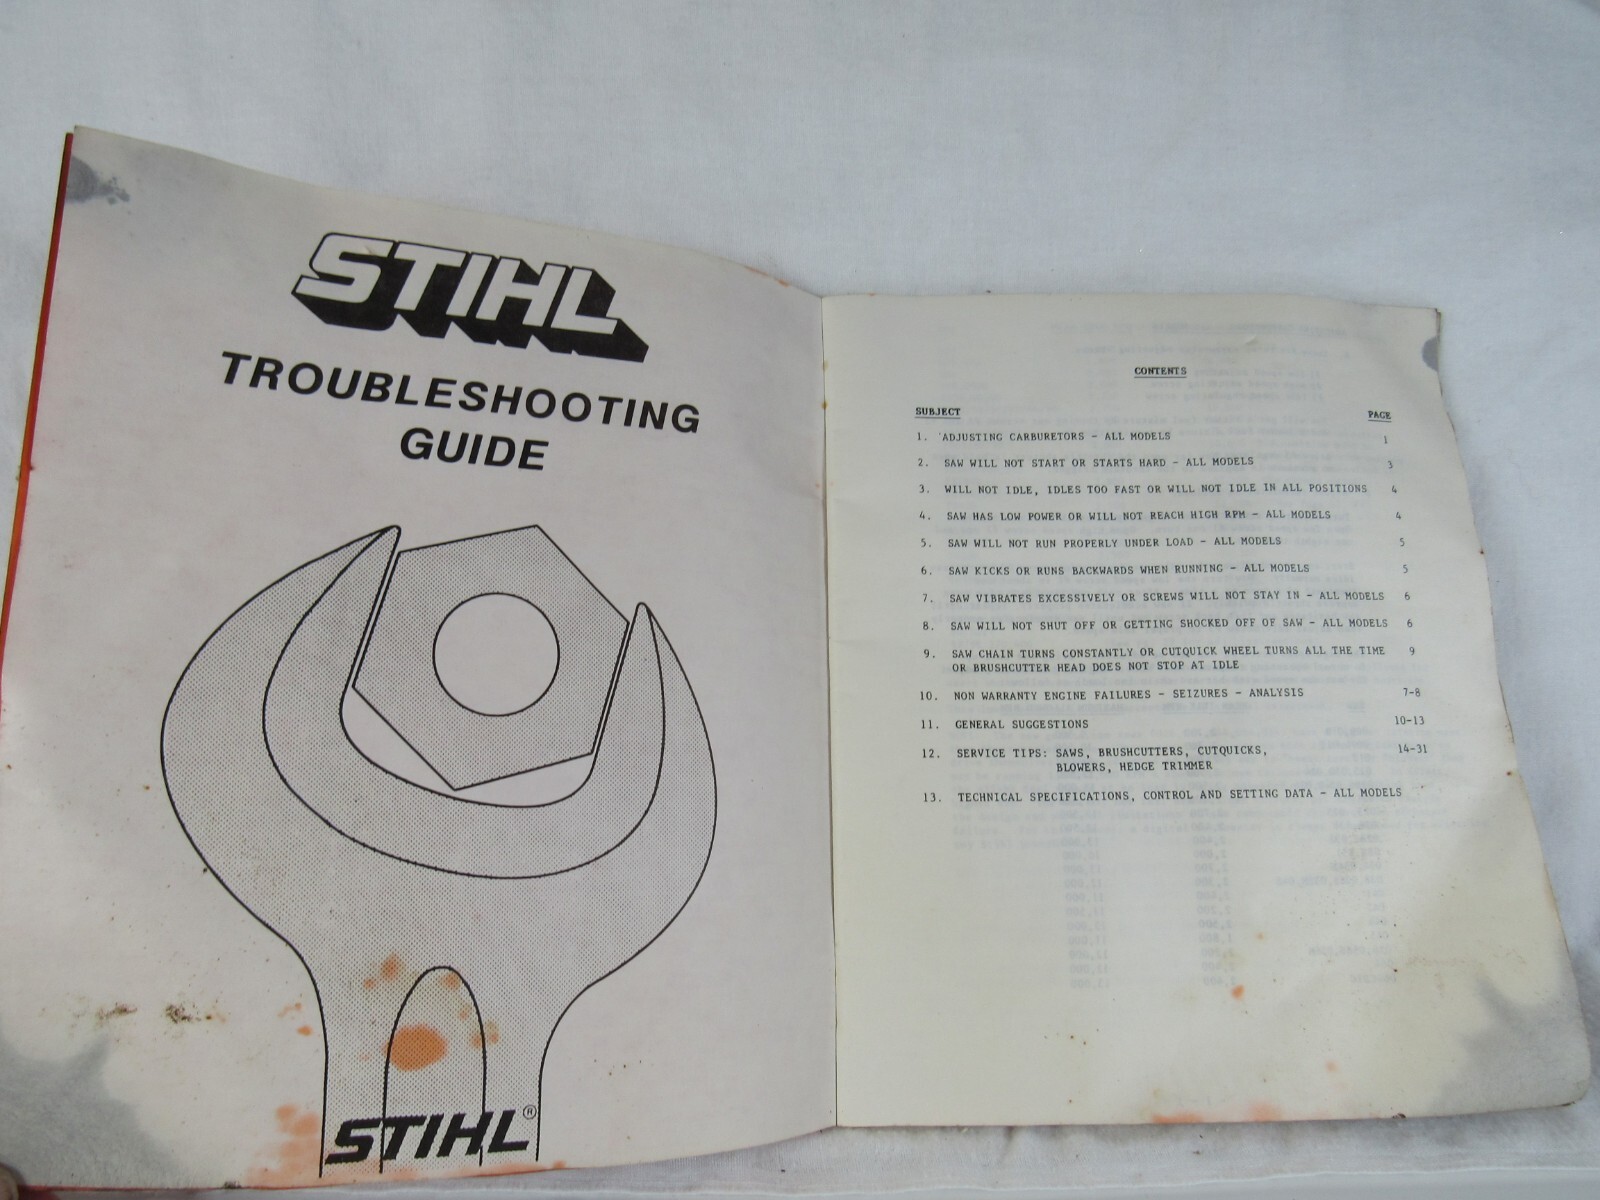 STIHL
TROUBLESHOOTING
GUIDE
STIHL®
CONTENTS
SUBJECT PAGE
1. ADJUSTING CARBURETORS - ALL MODELS 1
2. SAW WILL NOT START OR STARTS HARD - ALL MODELS 3
3. WILL NOT IDLE, IDLES TOO FAST OR WILL NOT IDLE IN ALL POSITIONS 4
4. SAW HAS LOW POWER OR WILL NOT REACH HIGH RPM - ALL MODELS 4
5. SAW WILL NOT RUN PROPERLY UNDER LOAD - ALL MODELS 5
6. SAW KICKS OR RUNS BACKWARDS WHEN RUNNING - ALL MODELS 5
7. SAW VIBRATES EXCESSIVELY OR SCREWS WILL NOT STAY IN - ALL MODELS 6
8. SAW WILL NOT SHUT OFF OR GETTING SHOCKED OFF OF SAW - ALL MODELS 6
9. SAW CHAIN TURNS CONSTANTLY OR CUTQUICK WHEEL TURNS ALL THE TIME 9
OR BRUSHCUTTER HEAD DOES NOT STOP AT IDLE
10. NON WARRANTY ENGINE FAILURES - SEIZURES - ANALYSIS 7-8
11. GENERAL SUGGESTIONS 10-13
12. SERVICE TIPS: SAWS, BRUSHCUTTERS, CUTQUICKS, 14-31
BLOWERS, HEDGE TRIMMER
13. TECHNICAL SPECIFICATIONS, CONTROL AND SETTING DATA - ALL MODELS